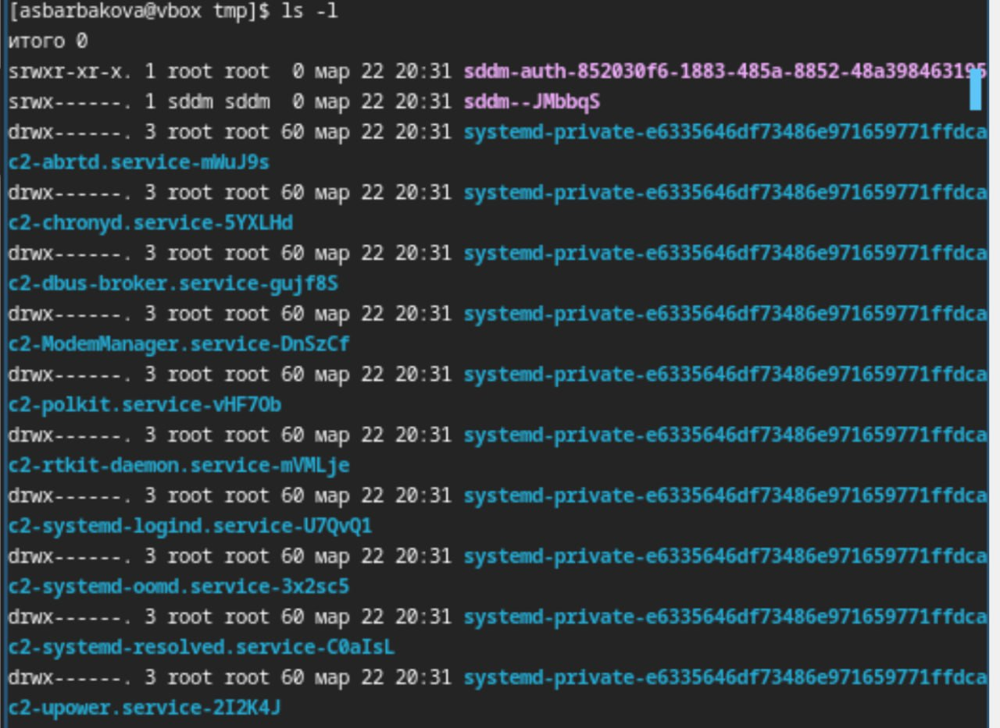 [asbarbakova@vbox tmp]$ ls -l
итого 0
srwxr-xr-x. 1 root root  0 мар 22 20:31 sddm-auth-852030f6-1883-485a-8852-48a398463195
srwx------. 1 sddm sddm  0 мар 22 20:31 sddm--JMbbqS
drwx------. 3 root root 60 мар 22 20:31 systemd-private-e6335646df73486e971659771ffdca
c2-abrtd.service-mWuJ9s
drwx------. 3 root root 60 мар 22 20:31 systemd-private-e6335646df73486e971659771ffdca
c2-chronyd.service-5YXLHd
drwx------. 3 root root 60 мар 22 20:31 systemd-private-e6335646df73486e971659771ffdca
c2-dbus-broker.service-gujf8S
drwx------. 3 root root 60 мар 22 20:31 systemd-private-e6335646df73486e971659771ffdca
c2-ModemManager.service-DnSzCf
drwx------. 3 root root 60 мар 22 20:31 systemd-private-e6335646df73486e971659771ffdca
c2-polkit.service-vHF7Ob
drwx------. 3 root root 60 мар 22 20:31 systemd-private-e6335646df73486e971659771ffdca
c2-rtkit-daemon.service-mVMLje
drwx------. 3 root root 60 мар 22 20:31 systemd-private-e6335646df73486e971659771ffdca
c2-systemd-logind.service-U7QvQ1
drwx------. 3 root root 60 мар 22 20:31 systemd-private-e6335646df73486e971659771ffdca
c2-systemd-oomd.service-3x2sc5
drwx------. 3 root root 60 мар 22 20:31 systemd-private-e6335646df73486e971659771ffdca
c2-systemd-resolved.service-C0aIsL
drwx------. 3 root root 60 мар 22 20:31 systemd-private-e6335646df73486e971659771ffdca
c2-upower.service-2I2K4J